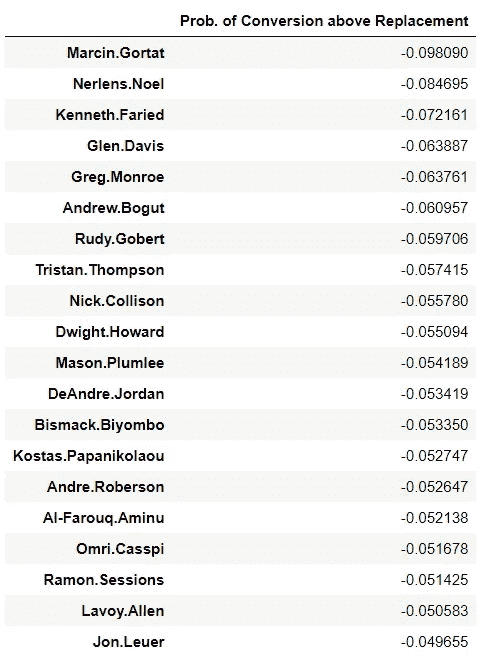 Prob. of Conversion above Replacement
Marcin.Gortat -0.098090
Nerlens.Noel -0.084695
Kenneth.Faried -0.072161
Glen.Davis -0.063887
Greg.Monroe -0.063761
Andrew.Bogut -0.060957
Rudy.Gobert -0.059706
Tristan.Thompson -0.057415
Nick.Collison -0.055780
Dwight.Howard -0.055094
Mason.Plumlee -0.054189
DeAndre.Jordan -0.053419
Bismack.Biyombo -0.053350
Kostas.Papanikolaou -0.052747
Andre.Roberson -0.052647
Al-Farouq.Aminu -0.052138
Omri.Casspi -0.051678
Ramon.Sessions -0.051425
Lavoy.Allen -0.050583
Jon.Leuer -0.049655